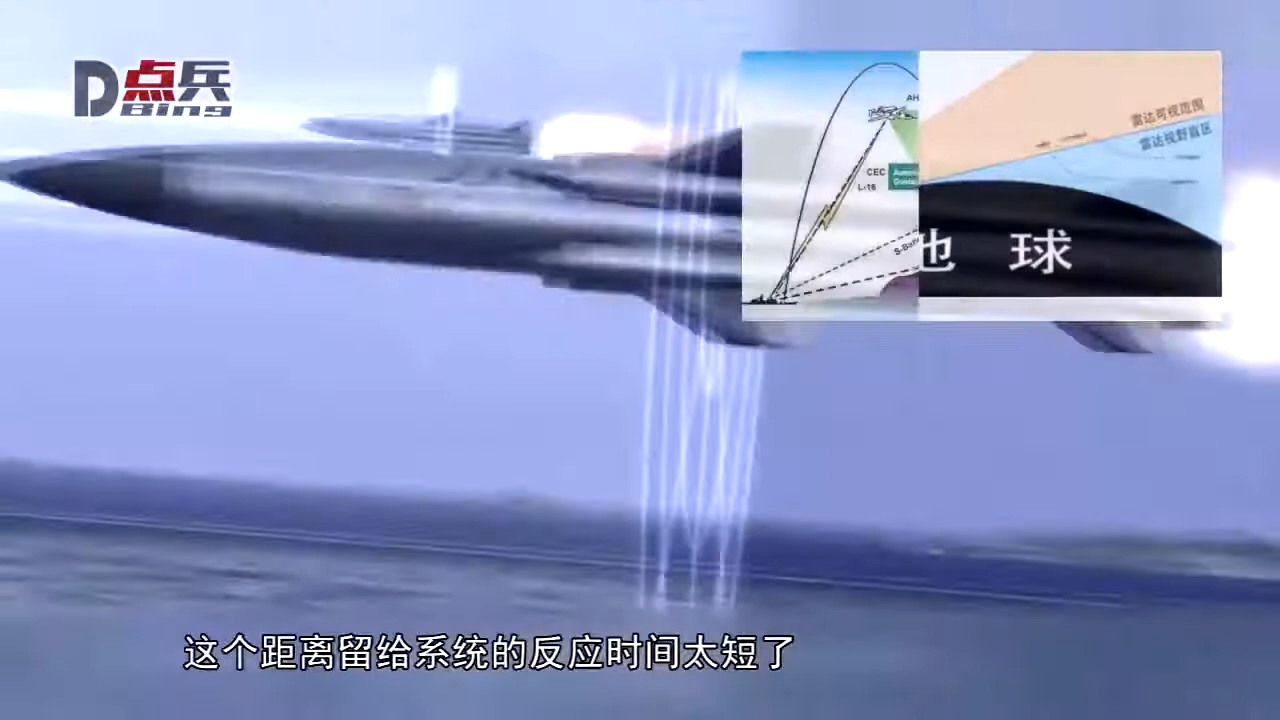 D点兵
Bing
AH
CEC
L-16
S-Ban
雷达可视范围
雷达视野盲区
地 球
这个距离留给系统的反应时间太短了